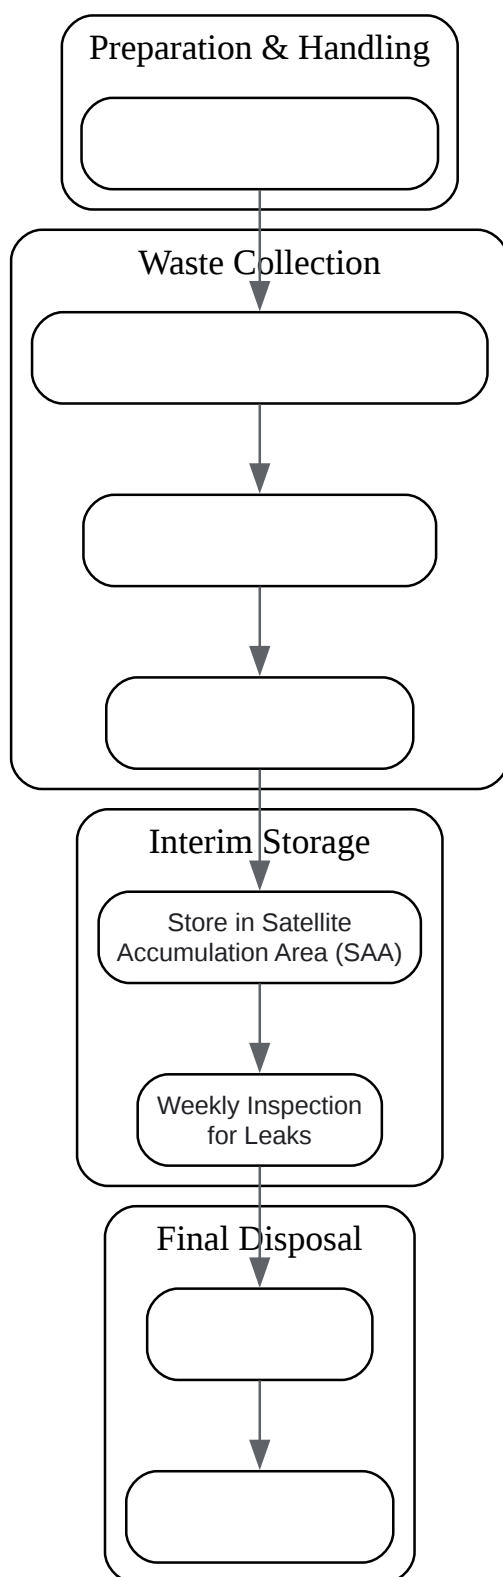 Preparation & Handling
Waste Collection
Interim Storage
Store in Satellite
Accumulation Area (SAA)
Weekly Inspection
for Leaks
Final Disposal